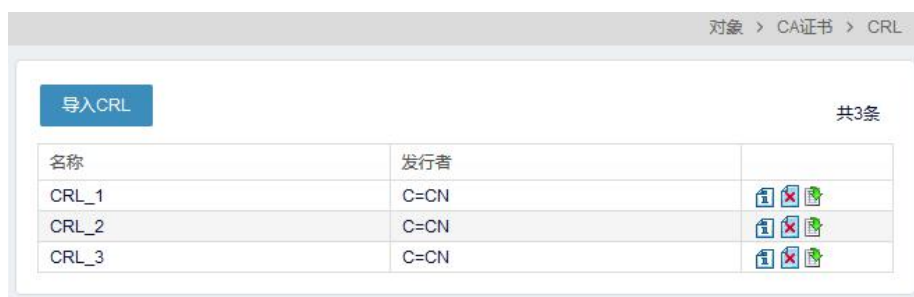 对象 > CA证书 > CRL
导入CRL
共3条
名称 发行者
CRL_1 C=CN
CRL_2 C=CN
CRL_3 C=CN